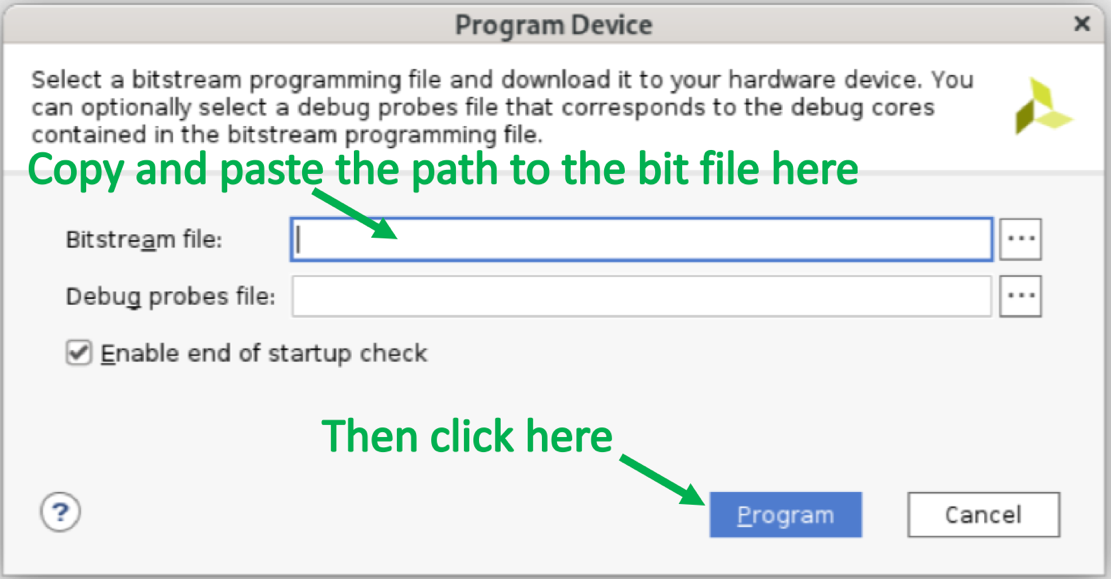 Program Device
×
Select a bitstream programming file and download it to your hardware device. You
can optionally select a debug probes file that corresponds to the debug cores
contained in the bitstream programming file.
Copy and paste the path to the bit file here
Bitstream file:
...
Debug probes file:
...
Enable end of startup check
Then click here
?
Program
Cancel